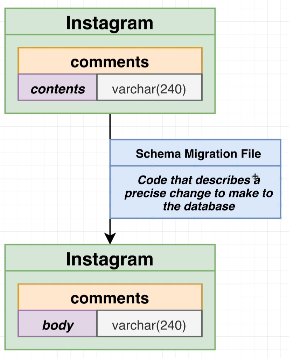 Instagram
comments
contents varchar(240)
Schema Migration File
Code that describes a
precise change to make to
the database
Instagram
comments
body varchar(240)